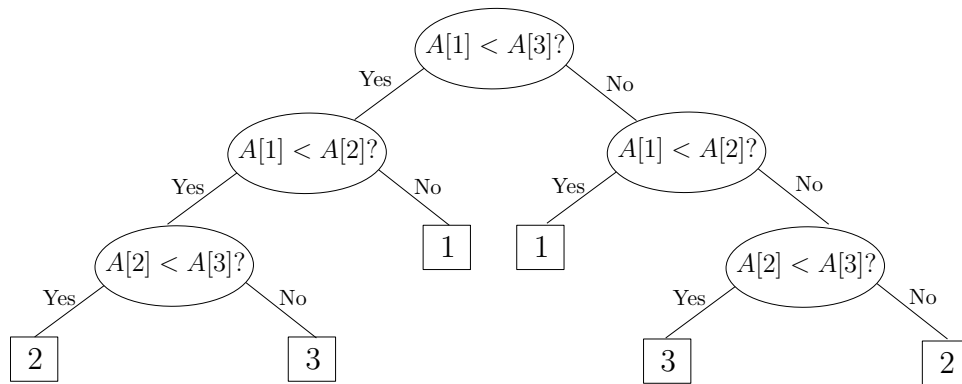 A[1] < A[3]?
Yes
No
A[1] < A[2]?
A[1] < A[2]?
Yes
No
Yes
No
1
1
A[2] < A[3]?
A[2] < A[3]?
Yes
No
Yes
No
2
3
3
2